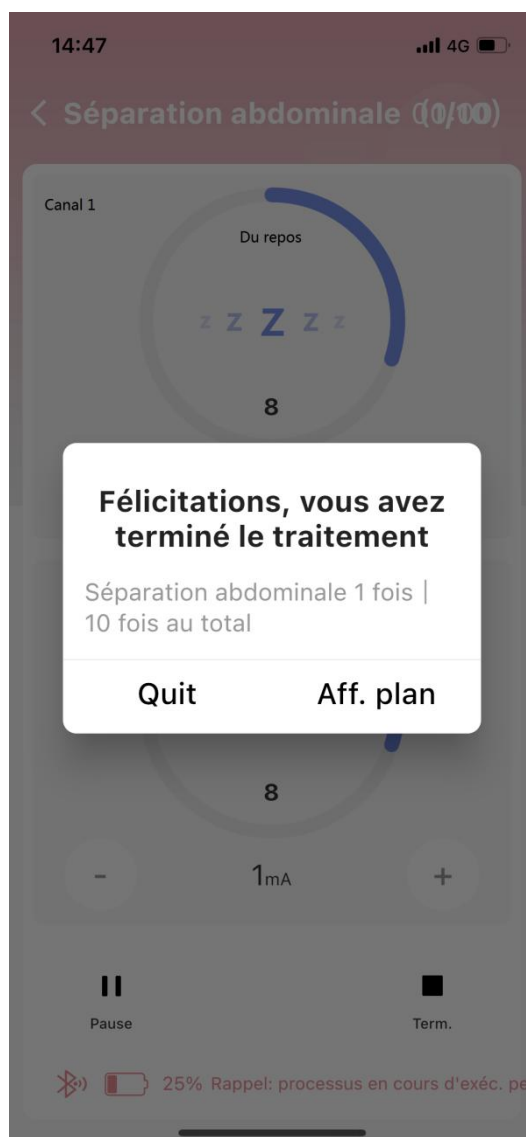 14:47
4G
Séparation abdominale (1/10)
Canal 1
Du repos
z z Z z z
8
Félicitations, vous avez
terminé le traitement
Séparation abdominale 1 fois |
10 fois au total
Quit Aff. plan
8
- 1mA +
Pause Term.
25% Rappel: processus en cours d'exéc. pe